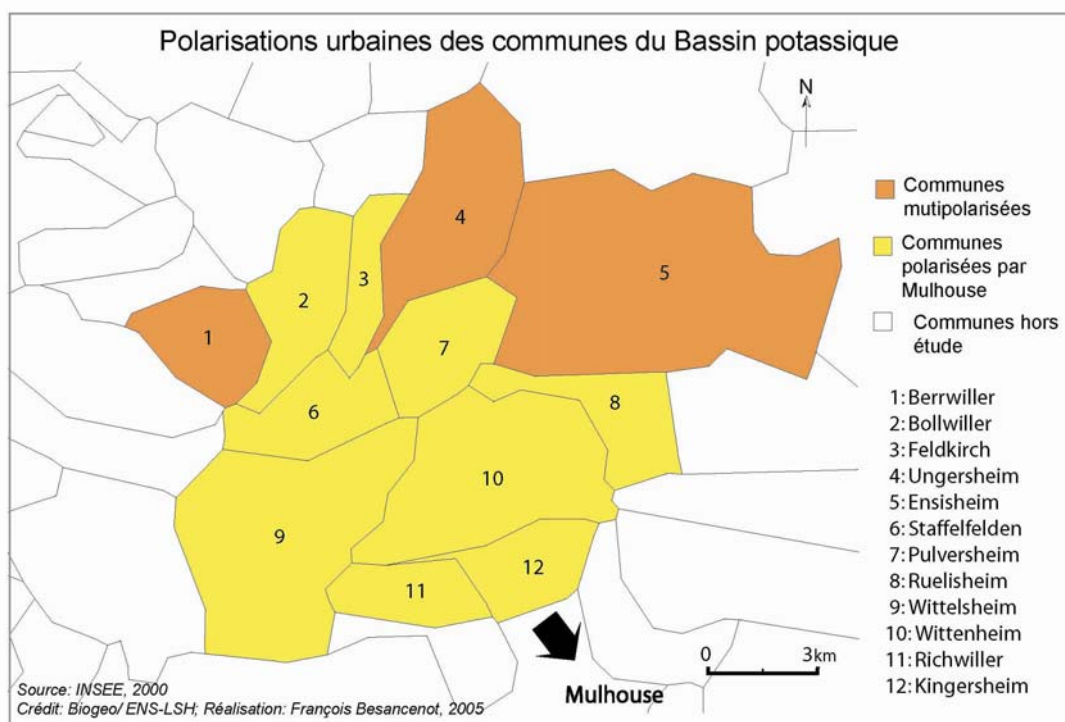 Polarisations urbaines des communes du Bassin potassique
N
Communes
mutipolarisées
Communes
polarisées par
Mulhouse
Communes hors
étude
1
2
3
4
5
6
7
8
9
10
11
12
1: Berrwiller
2: Bollwiller
3: Feldkirch
4: Ungersheim
5: Ensisheim
6: Staffelfelden
7: Pulversheim
8: Ruelisheim
9: Wittelsheim
10: Wittenheim
11: Richwiller
12: Kingersheim
0 3km
Mulhouse
Source: INSEE, 2000
Crédit: Biogeo/ ENS-LSH; Réalisation: François Besancenot, 2005